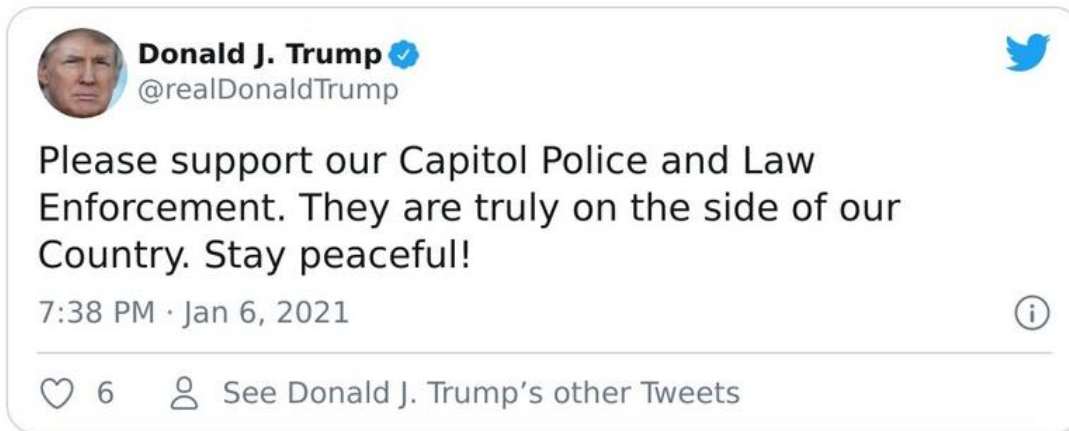 Donald J. Trump
@realDonaldTrump
Please support our Capitol Police and Law
Enforcement. They are truly on the side of our
Country. Stay peaceful!
7:38 PM · Jan 6, 2021
6 See Donald J. Trump’s other Tweets